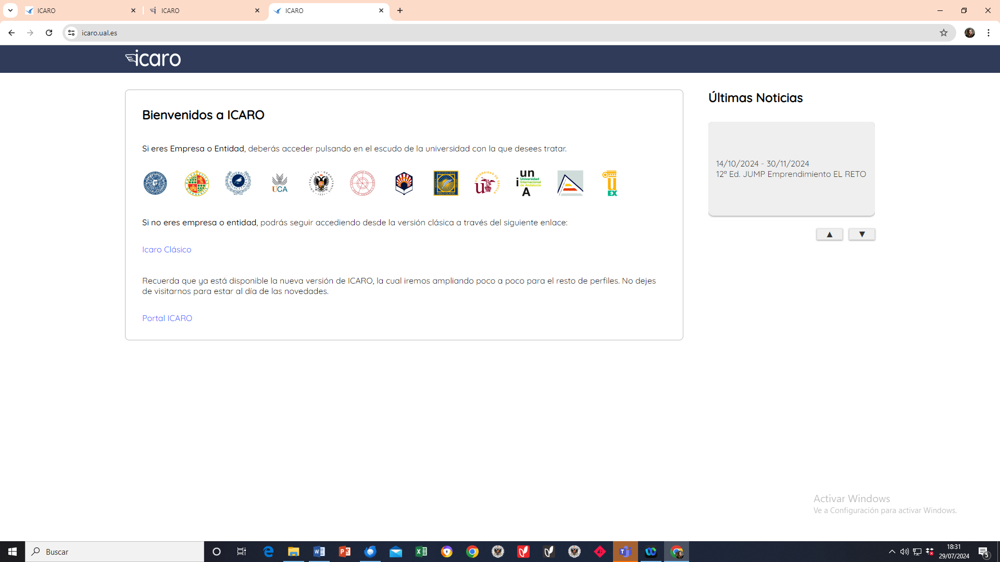 ICARO
ICARO
ICARO
icaro.ual.es
icaro
Bienvenidos a ICARO
Si eres Empresa o Entidad, deberás acceder pulsando en el escudo de la universidad con la que desees tratar.
UCA
UNIVERSIDAD DE SEVILLA
un
i Universidad Internacional de Andalucía
A
EX
Si no eres empresa o entidad, podrás seguir accediendo desde la versión clásica a través del siguiente enlace:
Icaro Clásico
Recuerda que ya está disponible la nueva versión de ICARO, la cual iremos ampliando poco a poco para el resto de perfiles. No dejes
de visitarnos para estar al día de las novedades.
Portal ICARO
Últimas Noticias
14/10/2024 - 30/11/2024
12ª Ed. JUMP Emprendimiento EL RETO
Activar Windows
Ve a Configuración para activar Windows.
Buscar
18:31
29/07/2024
5